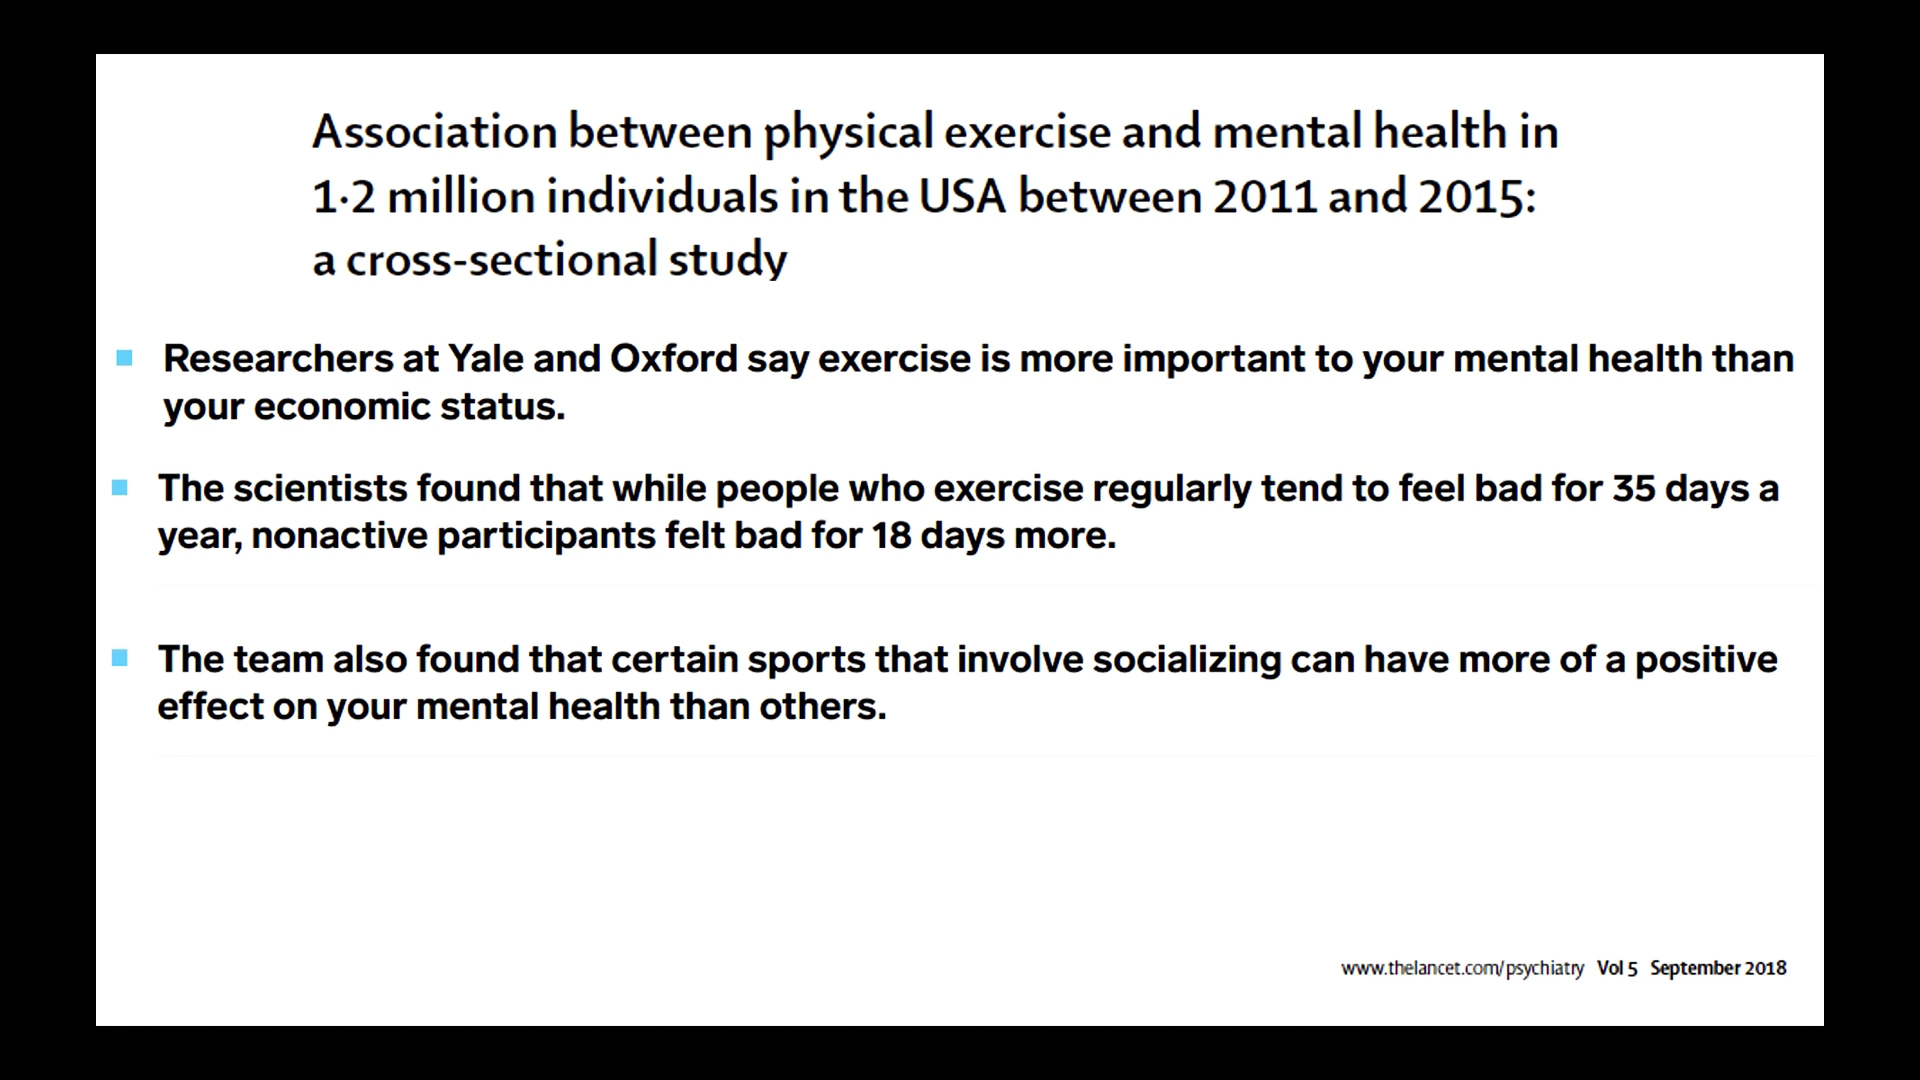 Association between physical exercise and mental health in
1·2 million individuals in the USA between 2011 and 2015:
a cross-sectional study
Researchers at Yale and Oxford say exercise is more important to your mental health than
your economic status.
The scientists found that while people who exercise regularly tend to feel bad for 35 days a
year, nonactive participants felt bad for 18 days more.
The team also found that certain sports that involve socializing can have more of a positive
effect on your mental health than others.
www.thelancet.com/psychiatry Vol 5 September 2018